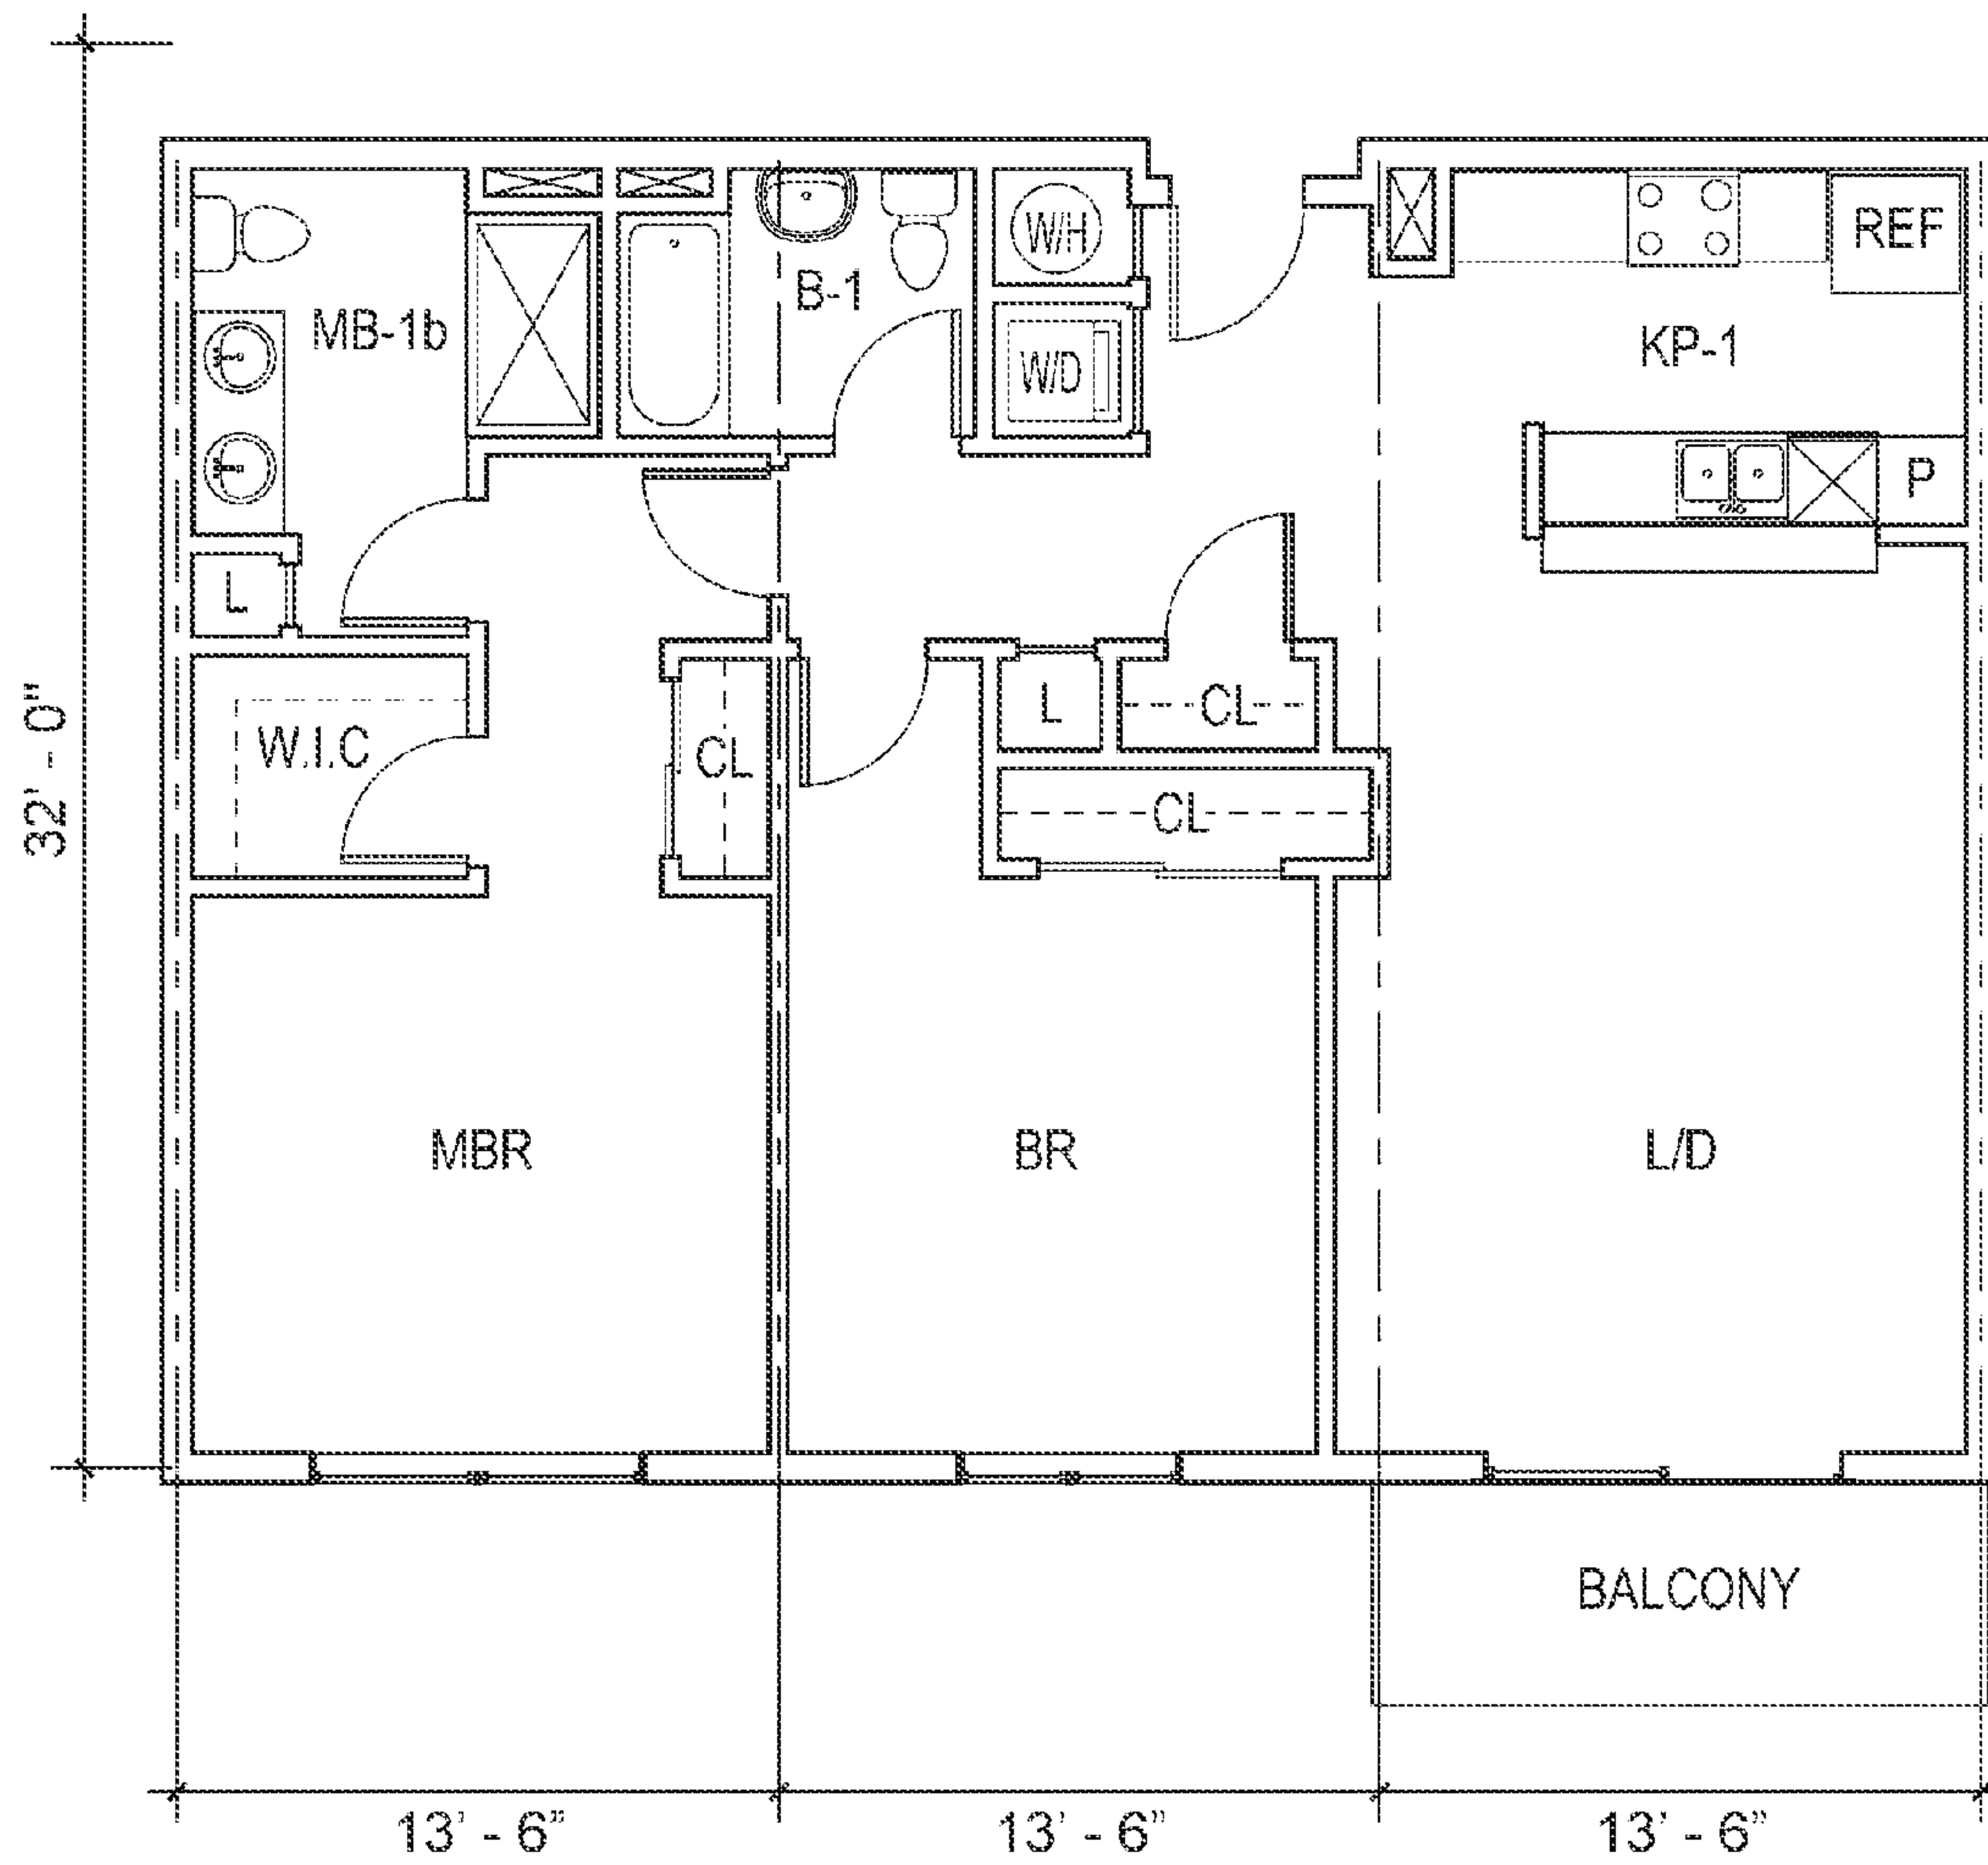 W/H
REF
B-1
MB-1b
KP-1
W/D
P
L
L
CL
W.I.C
CL
CL
32' - 0"
MBR
BR
L/D
BALCONY
13' - 6"
13' - 6"
13' - 6"